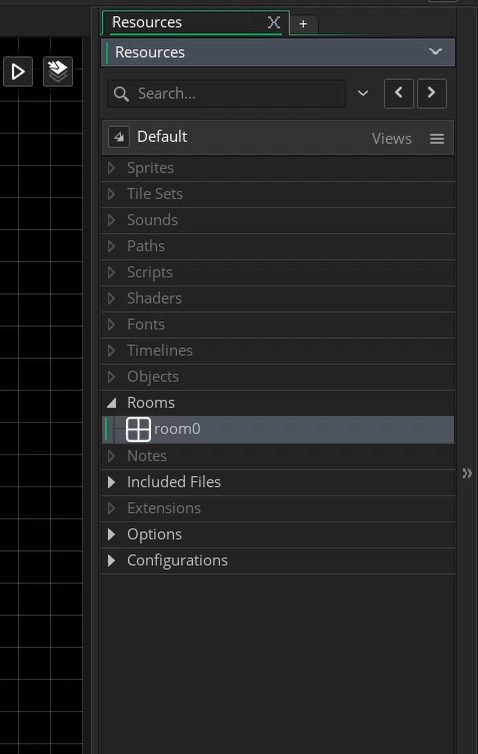 Resources
Resources
Search...
Default Views
Sprites
Tile Sets
Sounds
Paths
Scripts
Shaders
Fonts
Timelines
Objects
Rooms
room0
Notes
Included Files
Extensions
Options
Configurations